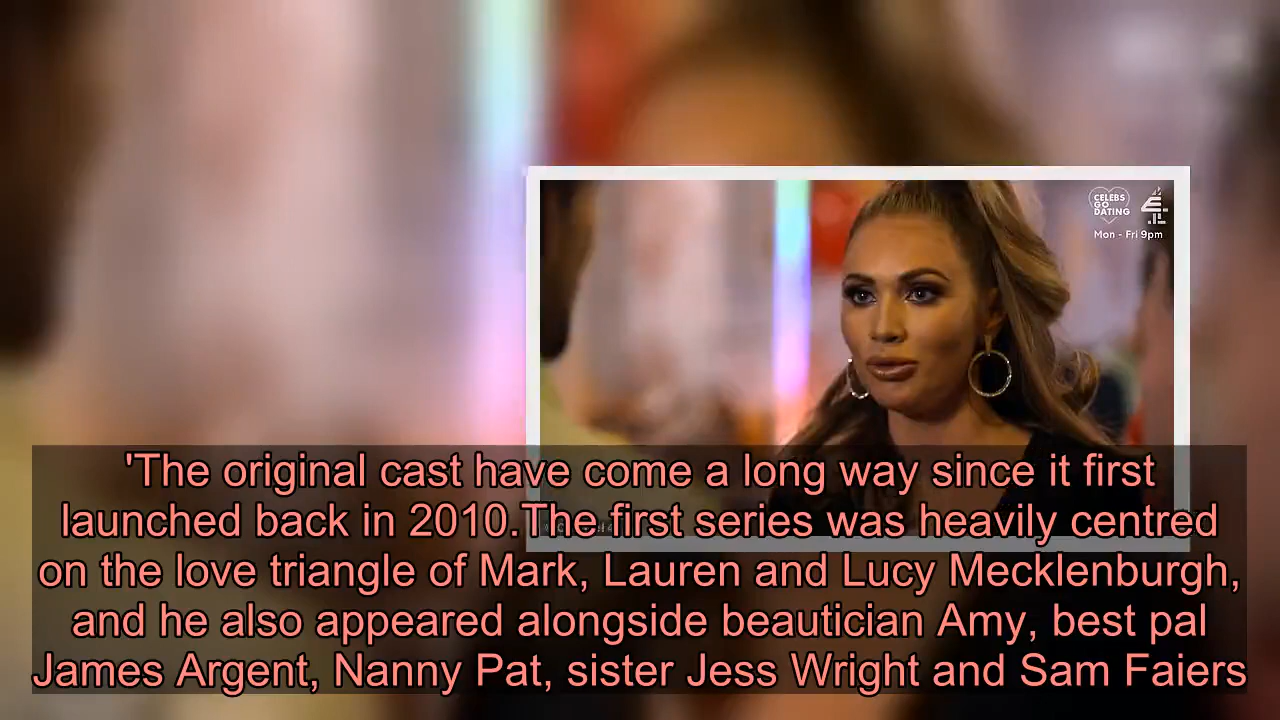 CELEBS
GO
DATING
Mon - Fri 9pm
'The original cast have come a long way since it first
launched back in 2010.The first series was heavily centred
on the love triangle of Mark, Lauren and Lucy Mecklenburgh,
and he also appeared alongside beautician Amy, best pal
James Argent, Nanny Pat, sister Jess Wright and Sam Faiers